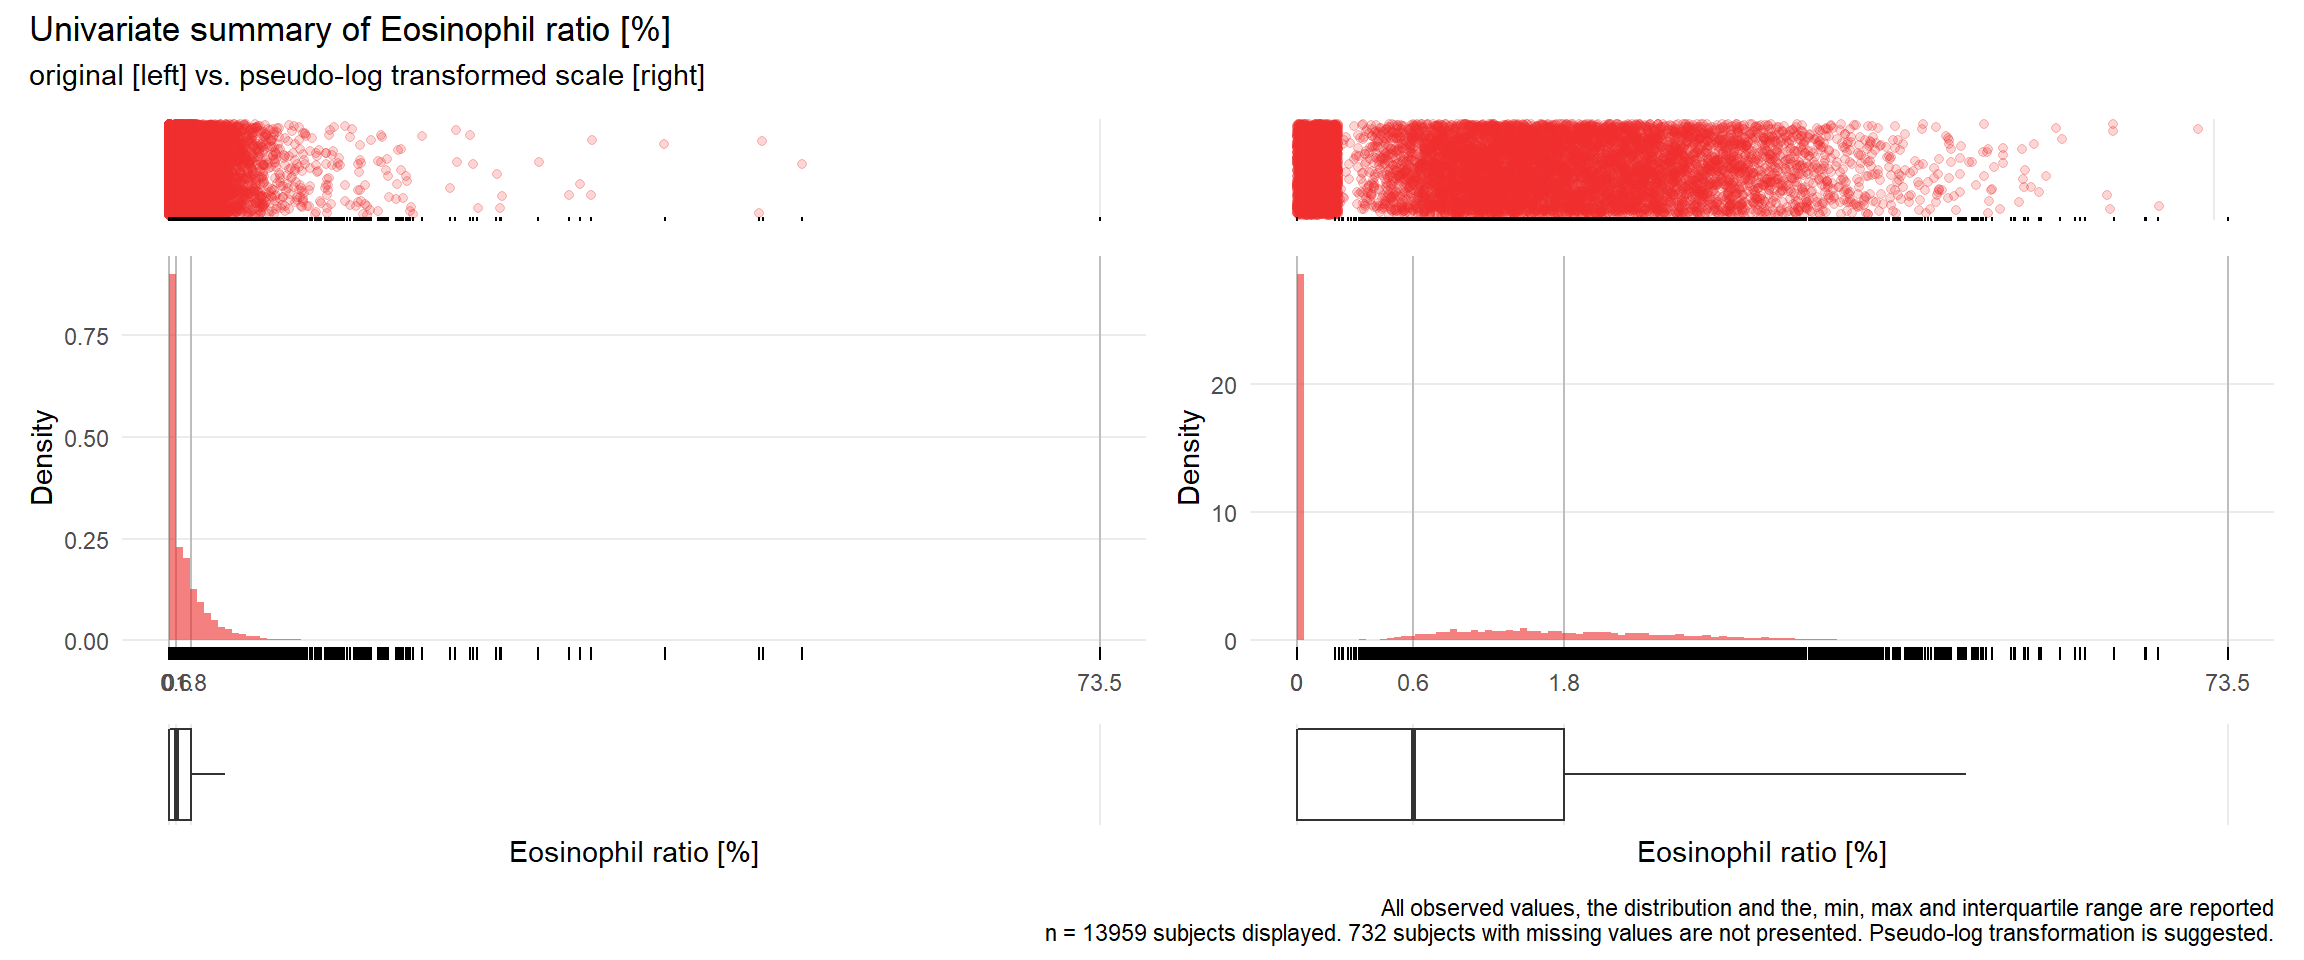 Univariate summary of Eosinophil ratio [%]
original [left] vs. pseudo-log transformed scale [right]
Density
0.75
0.50
0.25
0.00
73.5
Eosinophil ratio [%]
Density
20
10
0
0
0.6
1.8
73.5
Eosinophil ratio [%]
All observed values, the distribution and the, min, max and interquartile range are reported
n = 13959 subjects displayed. 732 subjects with missing values are not presented. Pseudo-log transformation is suggested.